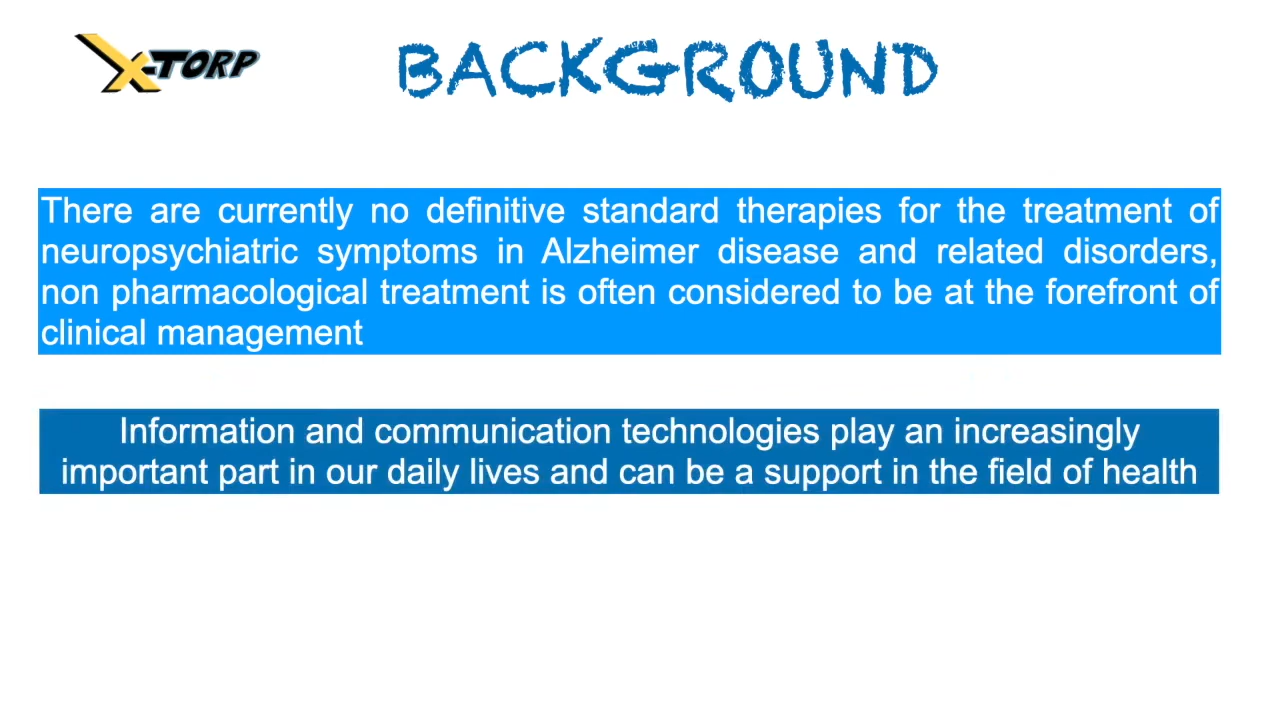 X-TORP
BACKGROUND
There are currently no definitive standard therapies for the treatment of
neuropsychiatric symptoms in Alzheimer disease and related disorders,
non pharmacological treatment is often considered to be at the forefront of
clinical management
Information and communication technologies play an increasingly
important part in our daily lives and can be a support in the field of health